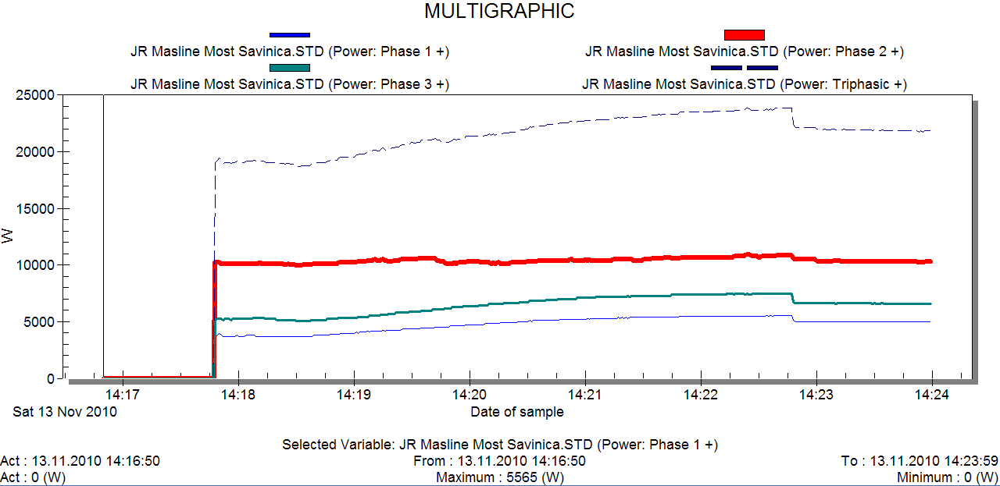 MULTIGRAPHIC
JR Masline Most Savinica.STD (Power: Phase 1 +)
JR Masline Most Savinica.STD (Power: Phase 2 +)
JR Masline Most Savinica.STD (Power: Phase 3 +)
JR Masline Most Savinica.STD (Power: Triphasic +)
25000
20000
15000
W
10000
5000
0
14:17 14:18 14:19 14:20 14:21 14:22 14:23 14:24
Sat 13 Nov 2010 Date of sample
Selected Variable: JR Masline Most Savinica.STD (Power: Phase 1 +)
Act : 13.11.2010 14:16:50 From : 13.11.2010 14:16:50 To : 13.11.2010 14:23:59
Act : 0 (W) Maximum : 5565 (W) Minimum : 0 (W)